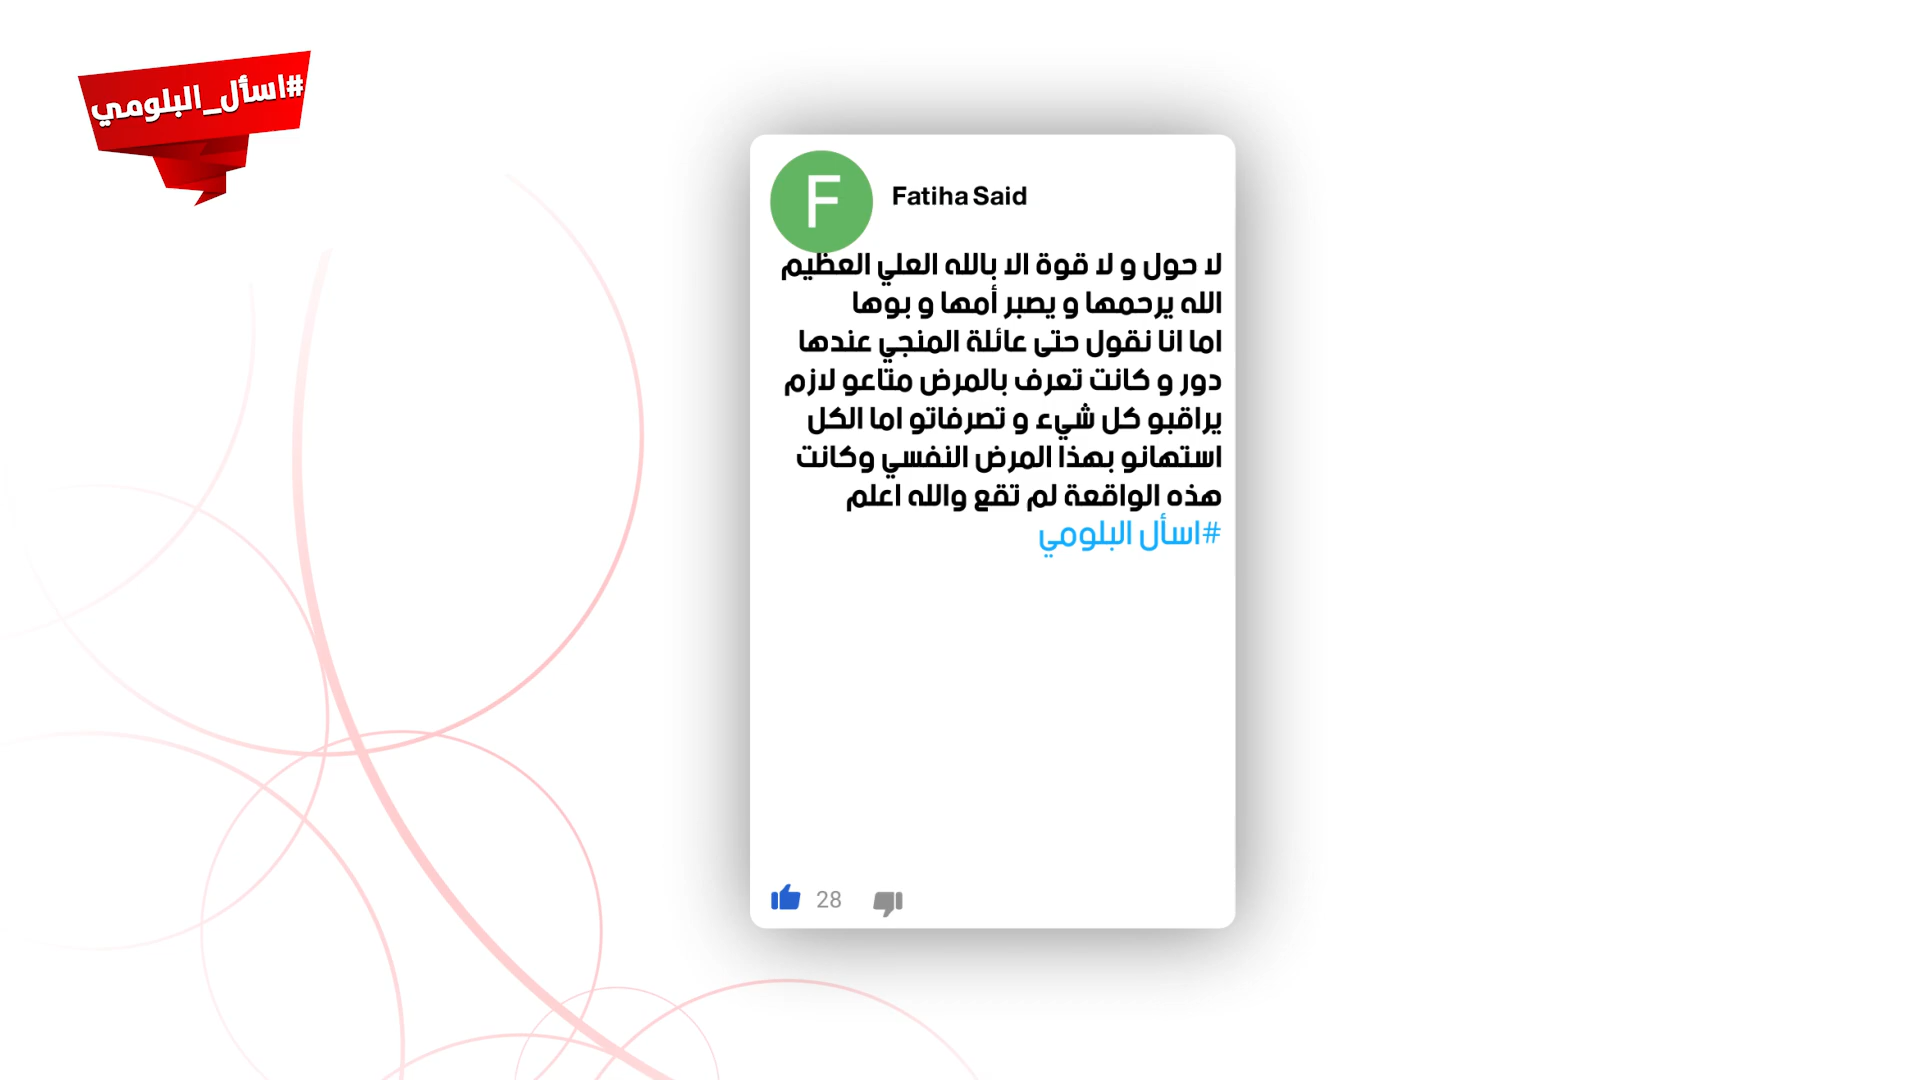 #اسأل_البلومي
F
Fatiha Said
لا حول و لا قوة الا بالله العلي العظيم
الله يرحمها و يصبر أمها و بوها
اما انا نقول حتى عائلة المنجي عندها
دور و كانت تعرف بالمرض متاعو لازم
يراقبو كل شيء و تصرفاتو اما الكل
استهانو بهذا المرض النفسي وكانت
هذه الواقعة لم تقع والله اعلم
#اسأل البلومي
28